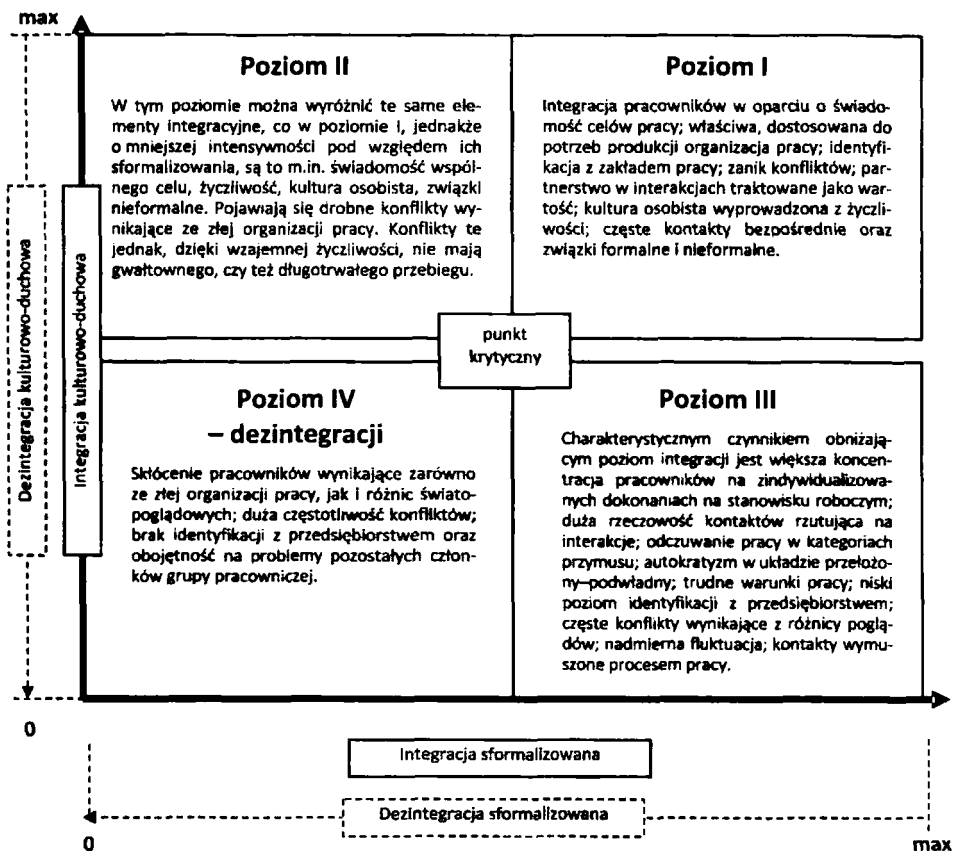 max
Poziom II
W tym poziomie można wyróżnić te same ele-
menty integracyjne, co w poziomie I, jednakże
o mniejszej intensywności pod względem ich
sformalizowania, są to m.in. świadomość wspól-
nego celu, życzliwość, kultura osobista, związki
nieformalne. Pojawiają się drobne konflikty wy-
nikające ze złej organizacji pracy. Konflikty te
jednak, dzięki wzajemnej życzliwości, nie mają
gwałtownego, czy też długotrwałego przebiegu.
Poziom I
Integracja pracowników w oparciu o świado-
mość celów pracy; właściwa, dostosowana do
potrzeb produkcji organizacja pracy; identyfi-
kacja z zakładem pracy; zanik konfliktów; par-
tnerstwo w interakcjach traktowane jako war-
tość; kultura osobista wyprowadzona z życzli-
wości; częste kontakty bezpośrednie oraz
związki formalne i nieformalne.
Dezintegracja kulturowo-duchowa
Integracja kulturowo-duchowa
punkt
krytyczny
Poziom IV
– dezintegracji
Skłócenie pracowników wynikające zarówno
ze złej organizacji pracy, jak i różnic świato-
poglądowych; duża częstotliwość konfliktów;
brak identyfikacji z przedsiębiorstwem oraz
obojętność na problemy pozostałych człon-
ków grupy pracowniczej.
Poziom III
Charakterystycznym czynnikiem obniżają-
cym poziom integracji jest większa koncen-
tracja pracowników na zindywidualizowa-
nych dokonaniach na stanowisku roboczym;
duża rzeczowość kontaktów rzutująca na
interakcje; odczuwanie pracy w kategoriach
przymusu; autokratyzm w układzie przełożo-
ny–podwładny; trudne warunki pracy; niski
poziom identyfikacji z przedsiębiorstwem;
częste konflikty wynikające z różnicy poglą-
dów; nadmierna fluktuacja; kontakty wymu-
szone procesem pracy.
0
Integracja sformalizowana
Dezintegracja sformalizowana
0
max